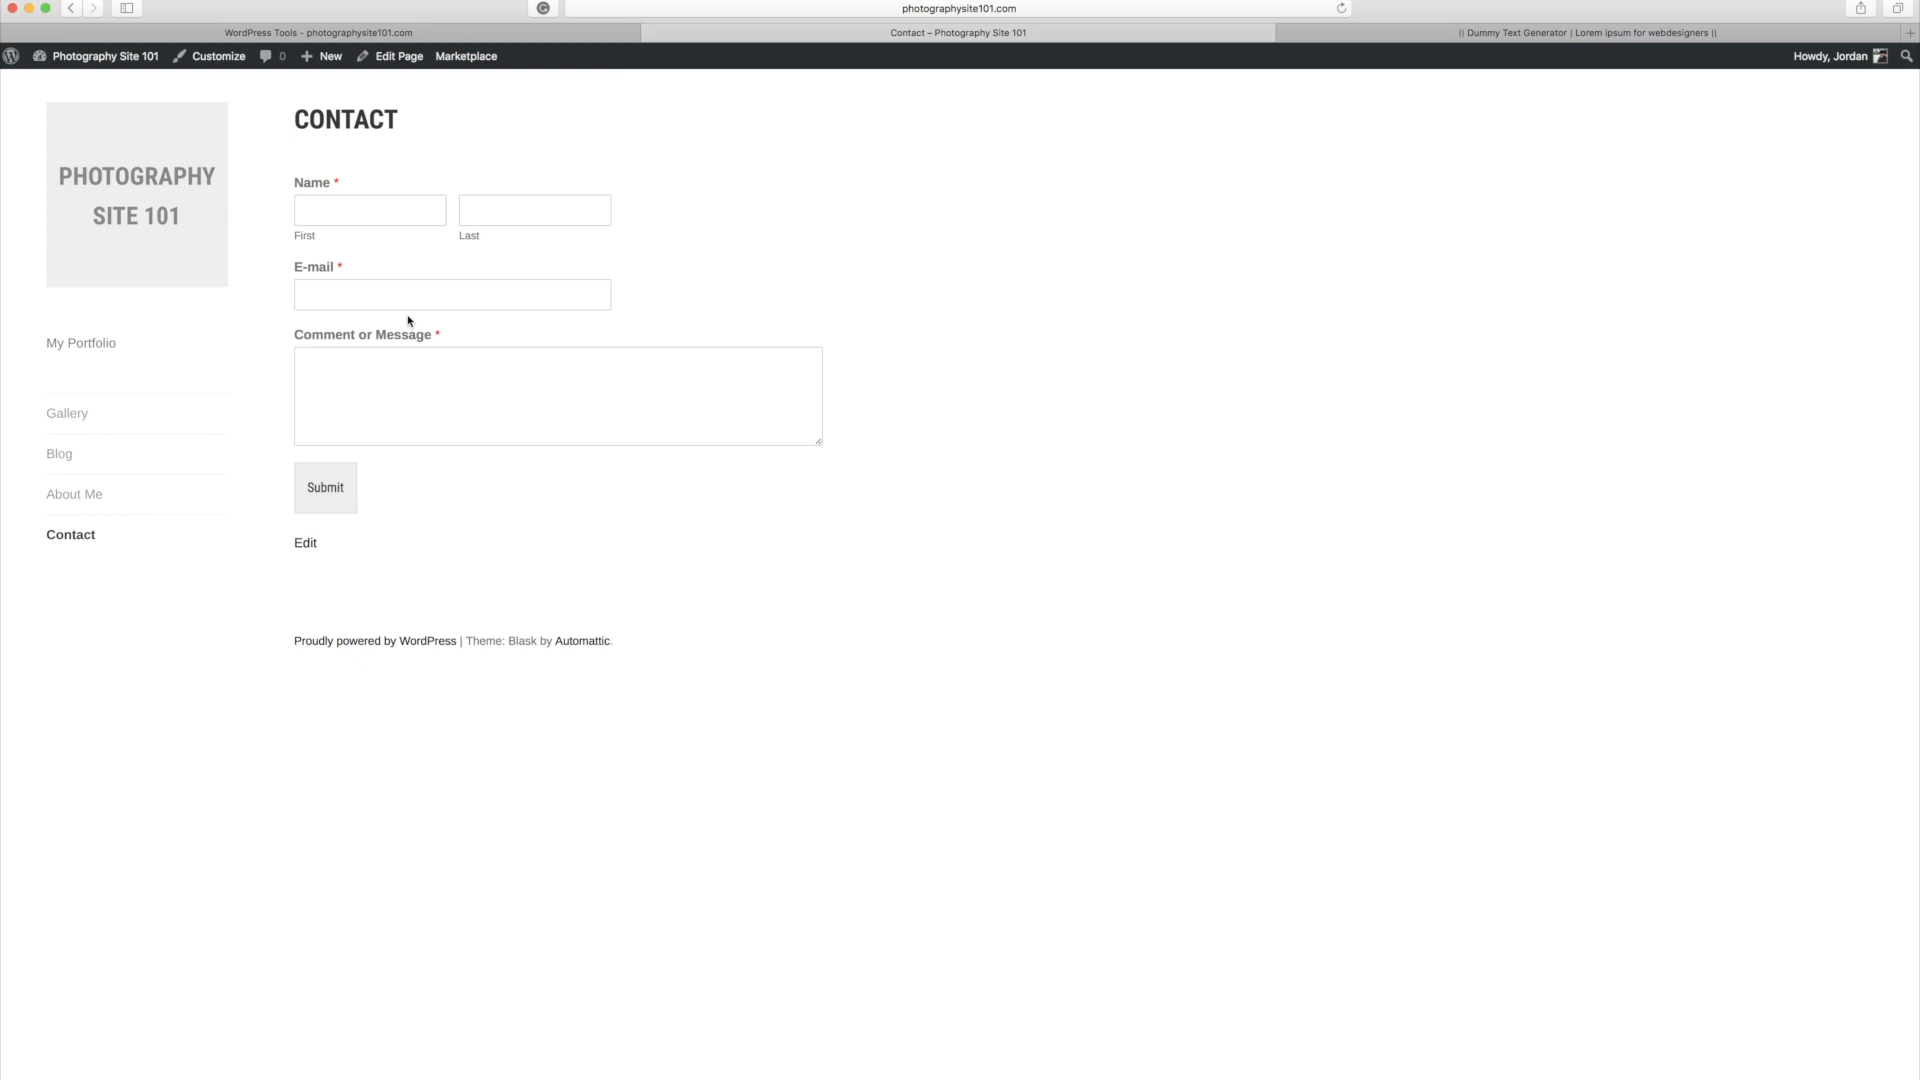 photographysite101.com
WordPress Tools - photographysite101.com
Contact – Photography Site 101
|| Dummy Text Generator | Lorem ipsum for webdesigners ||
Photography Site 101 Customize 0 New Edit Page Marketplace Howdy, Jordan
PHOTOGRAPHY
SITE 101
My Portfolio
Gallery
Blog
About Me
Contact
CONTACT
Name *
First Last
E-mail *
Comment or Message *
Submit
Edit
Proudly powered by WordPress | Theme: Blask by Automattic.